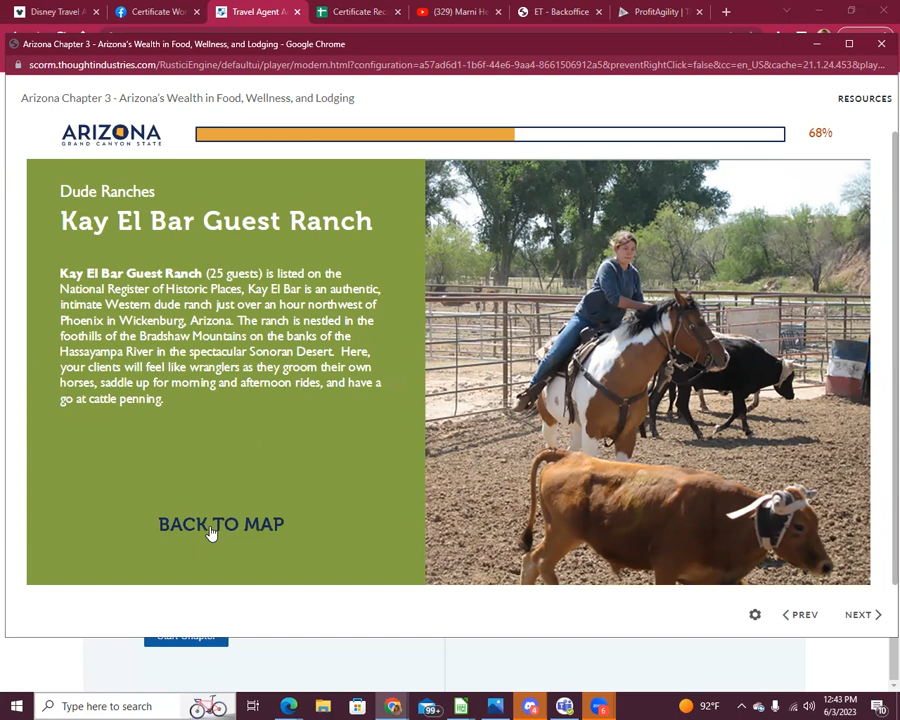 Disney Travel A
Certificate Wor
Travel Agent A
Certificate Rec
(329) Marni He
ET - Backoffice
ProfitAgility | T
Arizona Chapter 3 - Arizona's Wealth in Food, Wellness, and Lodging - Google Chrome
scorm.thoughtindustries.com/RusticiEngine/defaultui/player/modern.html?configuration=a57ad6d1-1b6f-44e6-9aa4-8661506912a5&preventRightClick=false&cc=en_US&cache=21.1.24.453&play...
Arizona Chapter 3 - Arizona's Wealth in Food, Wellness, and Lodging
RESOURCES
ARIZONA
GRAND CANYON STATE
68%
Dude Ranches
Kay El Bar Guest Ranch
Kay El Bar Guest Ranch (25 guests) is listed on the
National Register of Historic Places, Kay El Bar is an authentic,
intimate Western dude ranch just over an hour northwest of
Phoenix in Wickenburg, Arizona. The ranch is nestled in the
foothills of the Bradshaw Mountains on the banks of the
Hassayampa River in the spectacular Sonoran Desert. Here,
your clients will feel like wranglers as they groom their own
horses, saddle up for morning and afternoon rides, and have a
go at cattle penning.
BACK TO MAP
PREV
NEXT
Start Chapter
Type here to search
99+
4
6
92°F
12:43 PM
6/3/2023
10